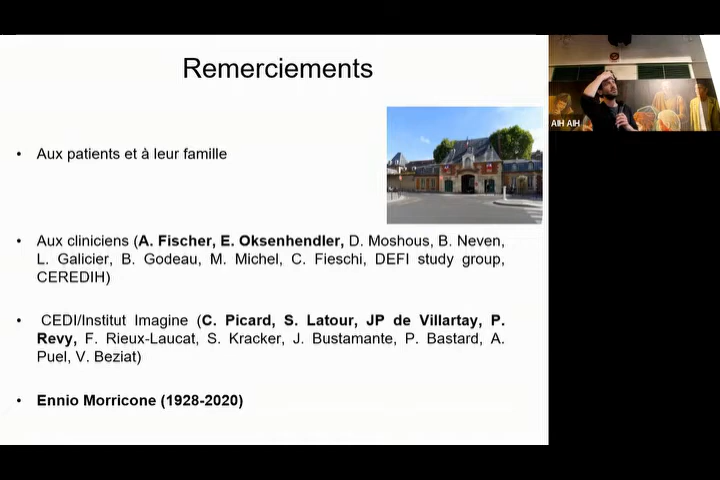 Remerciements
• Aux patients et à leur famille
• Aux cliniciens (A. Fischer, E. Oksenhendler, D. Moshous, B. Neven,
L. Galicier, B. Godeau, M. Michel, C. Fieschi, DEFI study group,
CEREDIH)
• CEDI/Institut Imagine (C. Picard, S. Latour, JP de Villartay, P.
Revy, F. Rieux-Laucat, S. Kracker, J. Bustamante, P. Bastard, A.
Puel, V. Beziat)
• Ennio Morricone (1928-2020)
AIH AIH